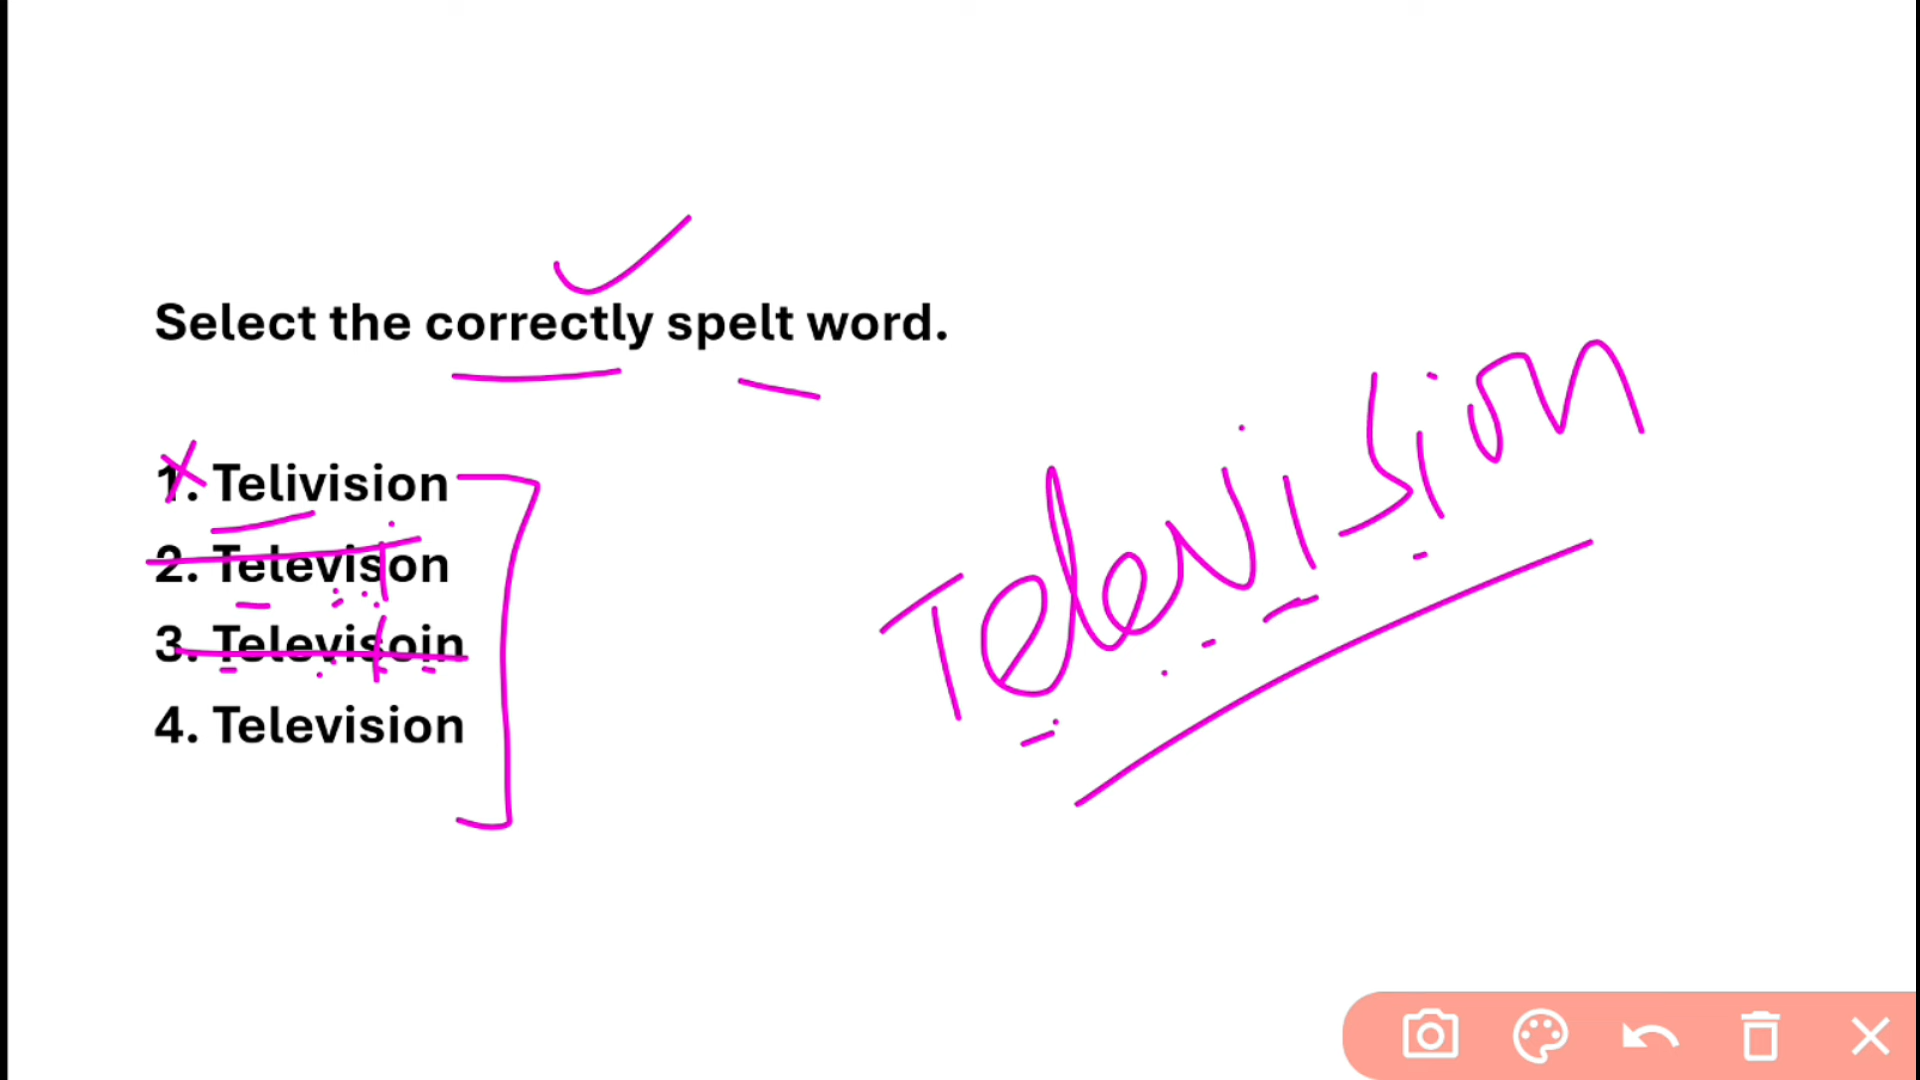 Select the correctly spelt word.
1. Telivision
2. Televison
3. Televisoin
4. Television
Television